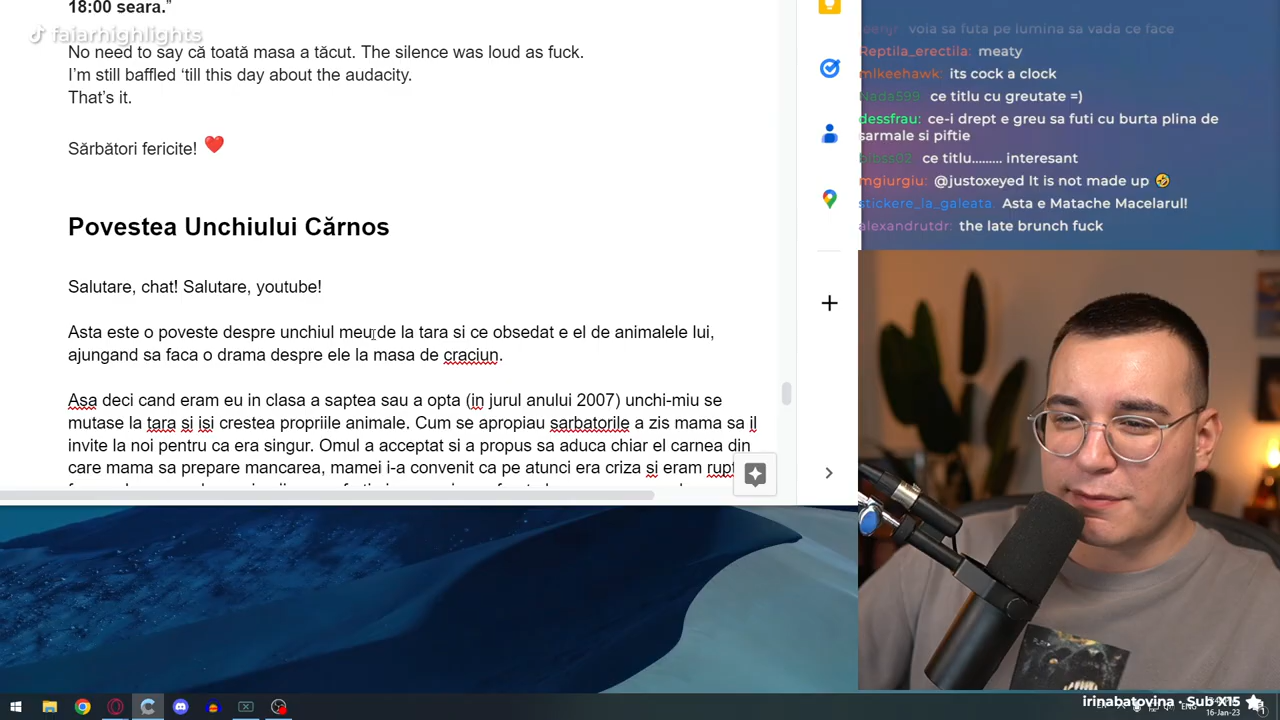 18:00 seara.”
faiarhighlights
No need to say că toată masa a tăcut. The silence was loud as fuck.
I’m still baffled ‘till this day about the audacity.
That’s it.
Sărbători fericite! ❤️
Povestea Unchiului Cărnos
Salutare, chat! Salutare, youtube!
Asta este o poveste despre unchiul meu de la tara si ce obsedat e el de animalele lui,
ajungand sa faca o drama despre ele la masa de craciun.
Asa deci cand eram eu in clasa a saptea sau a opta (in jurul anului 2007) unchi-miu se
mutase la tara si isi crestea propriile animale. Cum se apropiau sarbatorile a zis mama sa il
invite la noi pentru ca era singur. Omul a acceptat si a propus sa aduca chiar el carnea din
care mama sa prepare mancarea, mamei i-a convenit ca pe atunci era criza si eram
voia sa futa pe lumina sa vada ce face
Reptila_erectila: meaty
mikeehawk: its cock a clock
Nada599: ce titlu cu greutate =)
dessfrau: ce-i drept e greu sa futi cu burta plina de
sarmale si piftie
ce titlu......... interesant
mgiurgiu: @justoxeyed It is not made up 🤣
stickere_la_galeata: Asta e Matache Macelarul!
alexandrutdr: the late brunch fuck
irinabatovina • Sub X15
ENG
16-Jan-23